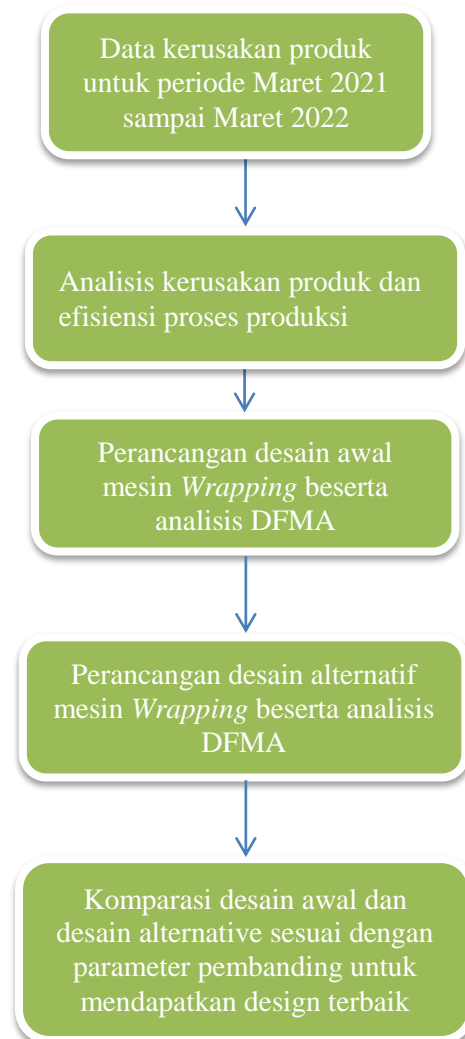 Data kerusakan produk
untuk periode Maret 2021
sampai Maret 2022
Analisis kerusakan produk dan
efisiensi proses produksi
Perancangan desain awal
mesin Wrapping beserta
analisis DFMA
Perancangan desain alternatif
mesin Wrapping beserta analisis
DFMA
Komparasi desain awal dan
desain alternative sesuai dengan
parameter pembanding untuk
mendapatkan design terbaik